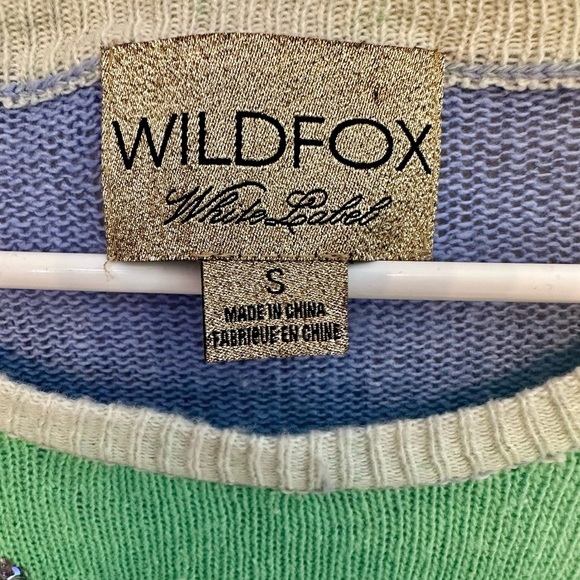 WILDFOX
White Label
S
MADE IN CHINA
FABRIQUE EN CHINE